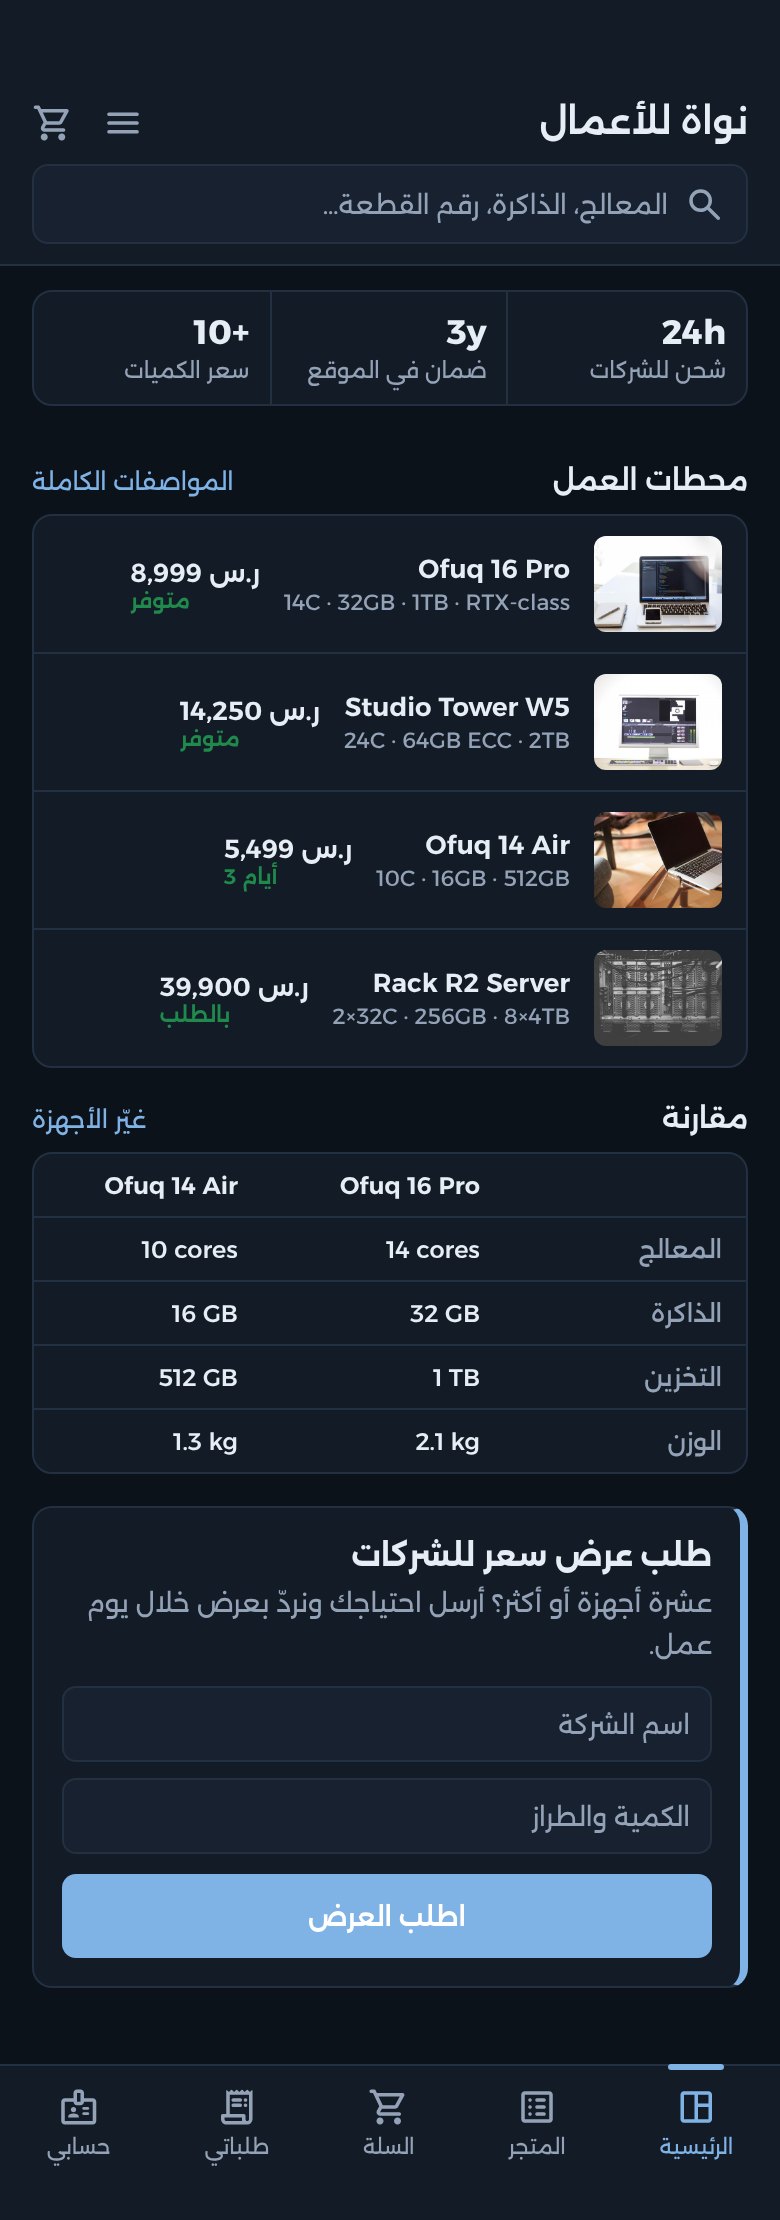 نواة للأعمال
المعالج، الذاكرة، رقم القطعة...
24h
شحن للشركات
3y
ضمان في الموقع
10+
سعر الكميات
محطات العمل
المواصفات الكاملة
Ofuq 16 Pro
14C · 32GB · 1TB · RTX-class
ر.س 8,999
متوفر
Studio Tower W5
24C · 64GB ECC · 2TB
ر.س 14,250
متوفر
Ofuq 14 Air
10C · 16GB · 512GB
ر.س 5,499
3 أيام
Rack R2 Server
2×32C · 256GB · 8×4TB
ر.س 39,900
بالطلب
مقارنة
غيّر الأجهزة
Ofuq 16 Pro
Ofuq 14 Air
المعالج
14 cores
10 cores
الذاكرة
32 GB
16 GB
التخزين
1 TB
512 GB
الوزن
2.1 kg
1.3 kg
طلب عرض سعر للشركات
عشرة أجهزة أو أكثر؟ أرسل احتياجك ونردّ بعرض خلال يوم
عمل.
اسم الشركة
الكمية والطراز
اطلب العرض
الرئيسية
المتجر
السلة
طلباتي
حسابي